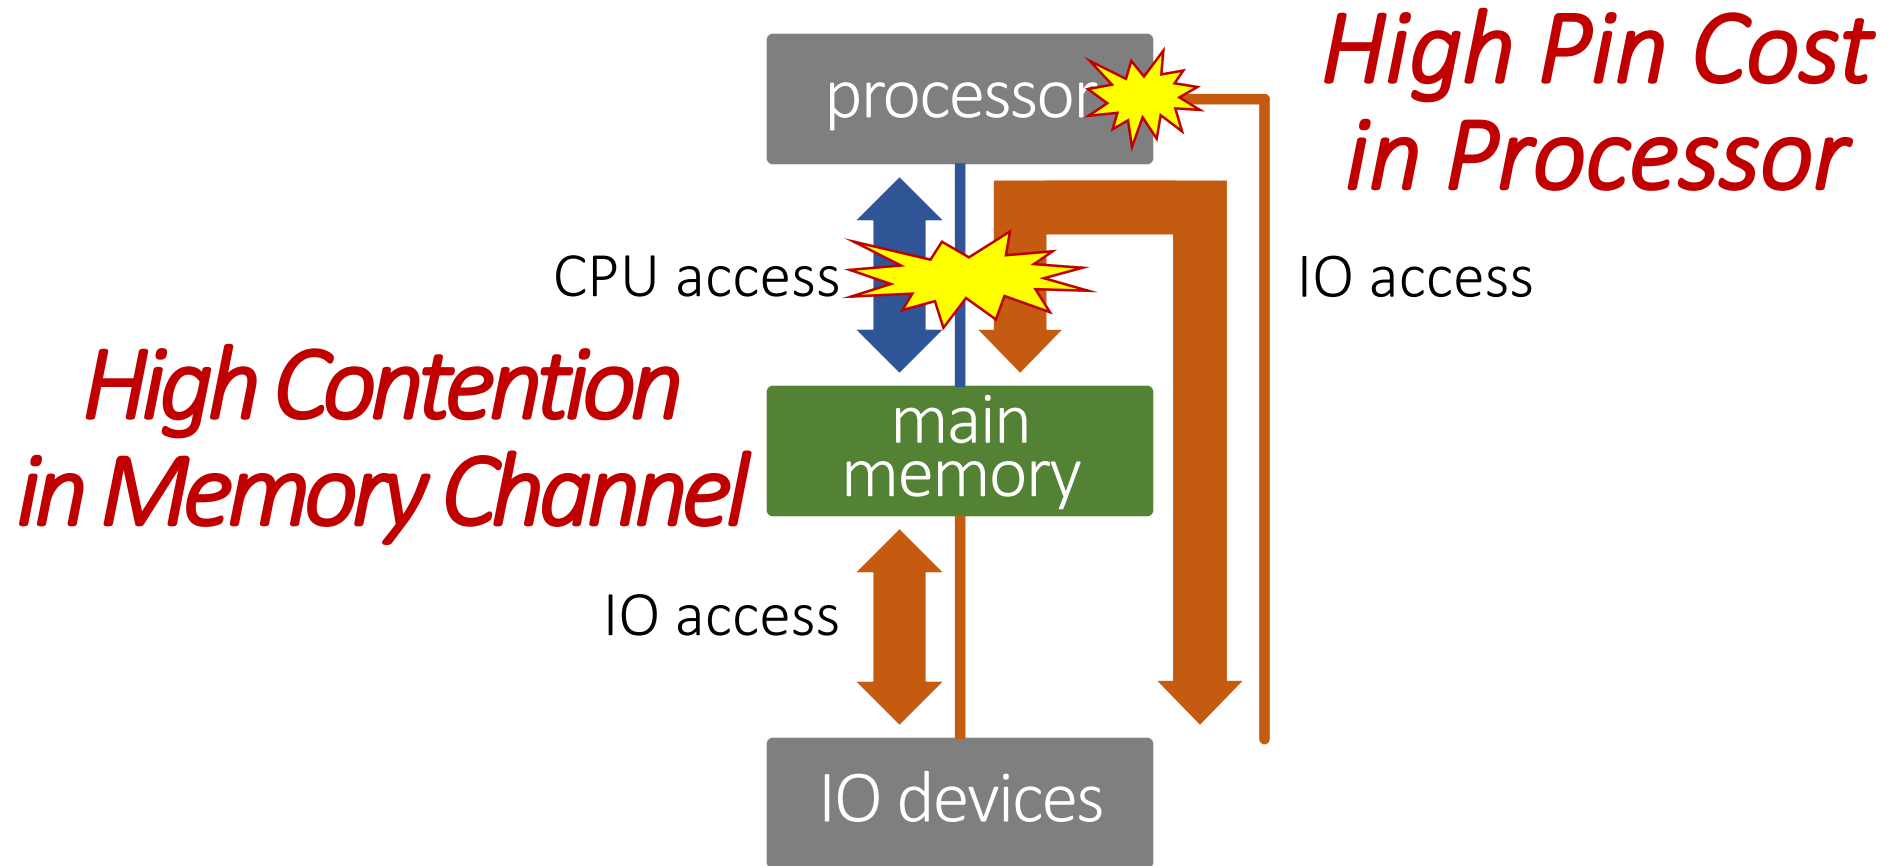 High Pin Cost
in Processor
processor
CPU access
IO access
High Contention
in Memory Channel
main
memory
IO access
IO devices